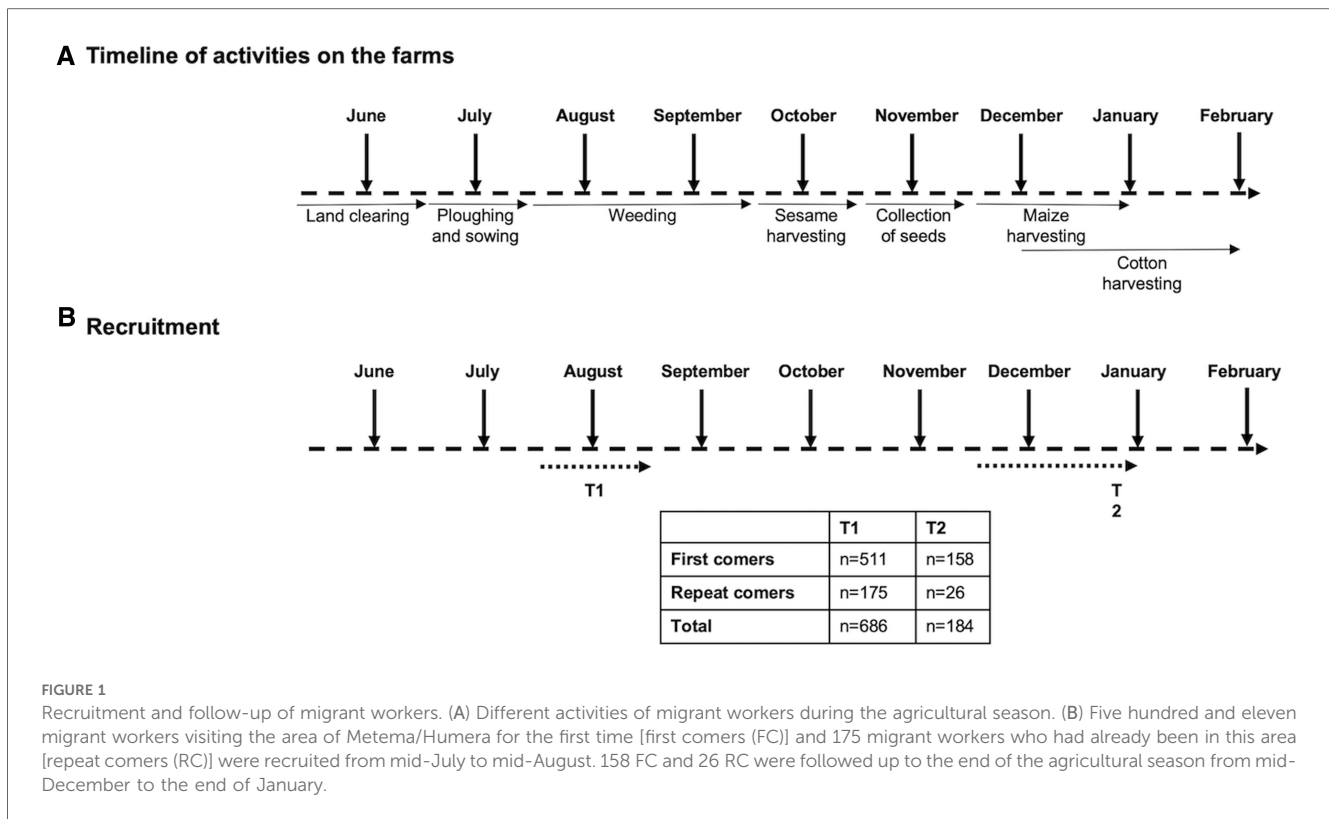 A Timeline of activities on the farms
June July August September October November December January February
Land clearing Ploughing and sowing Weeding Sesame harvesting Collection of seeds Maize harvesting
Cotton harvesting
B Recruitment
June July August September October November December January February
T1 T 2
T1 T2
First comers n=511 n=158
Repeat comers n=175 n=26
Total n=686 n=184
FIGURE 1
Recruitment and follow-up of migrant workers. (A) Different activities of migrant workers during the agricultural season. (B) Five hundred and eleven
migrant workers visiting the area of Metema/Humera for the first time [first comers (FC)] and 175 migrant workers who had already been in this area
[repeat comers (RC)] were recruited from mid-July to mid-August. 158 FC and 26 RC were followed up to the end of the agricultural season from mid-
December to the end of January.